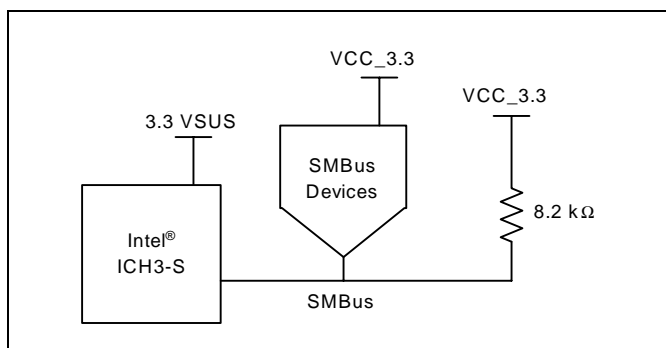 VCC_3.3
VCC_3.3
3.3 VSUS
SMBus
Devices
8.2 kΩ
Intel®
ICH3-S
SMBus